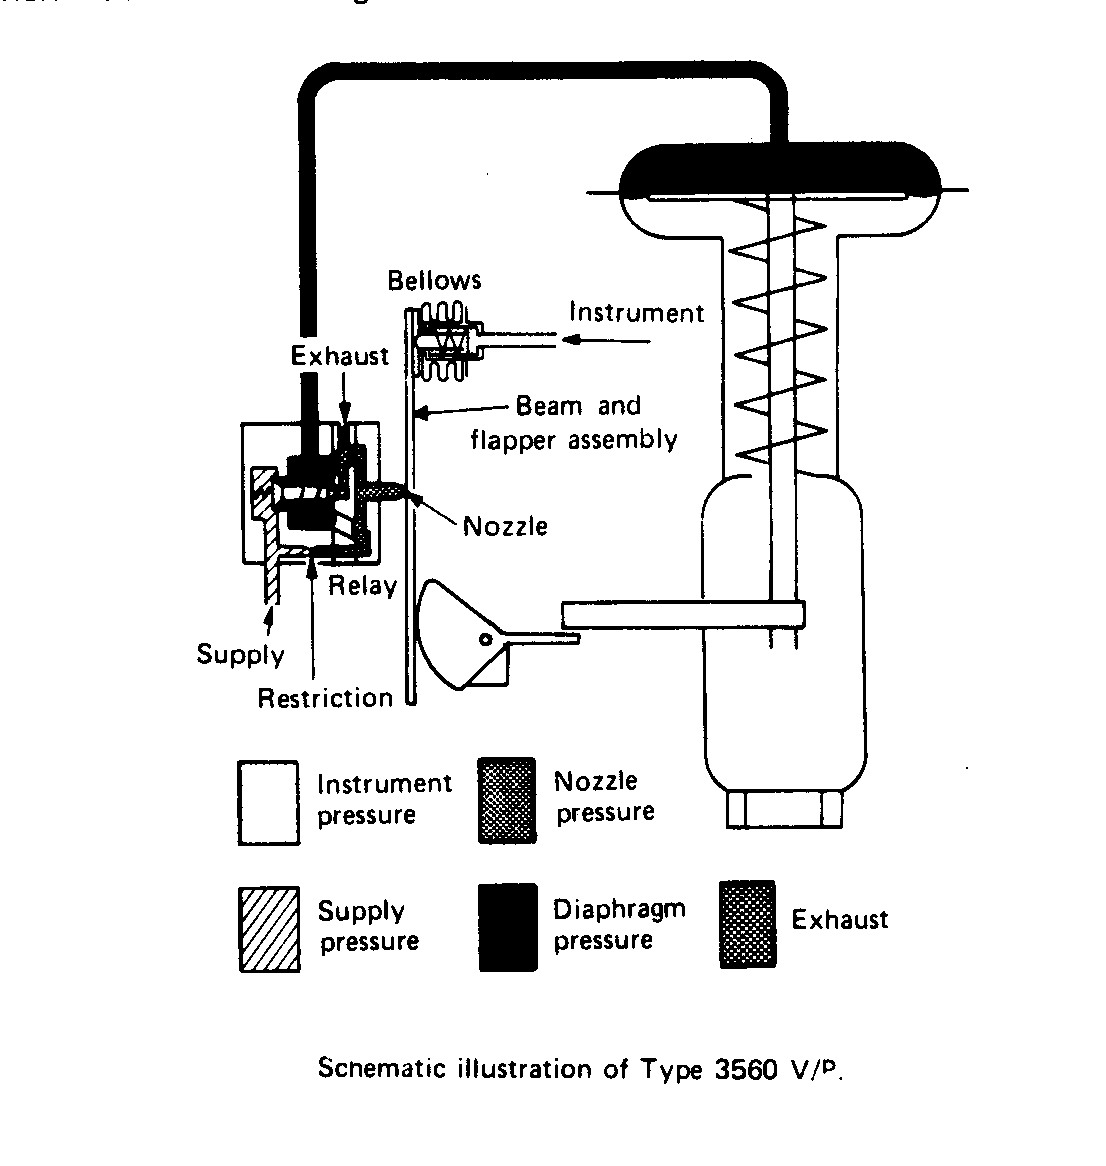 Bellows
Instrument
Exhaust
Beam and
flapper assembly
Nozzle
Relay
Supply
Restriction
Instrument
pressure
Nozzle
pressure
Supply
pressure
Diaphragm
pressure
Exhaust
Schematic illustration of Type 3560 V/P.